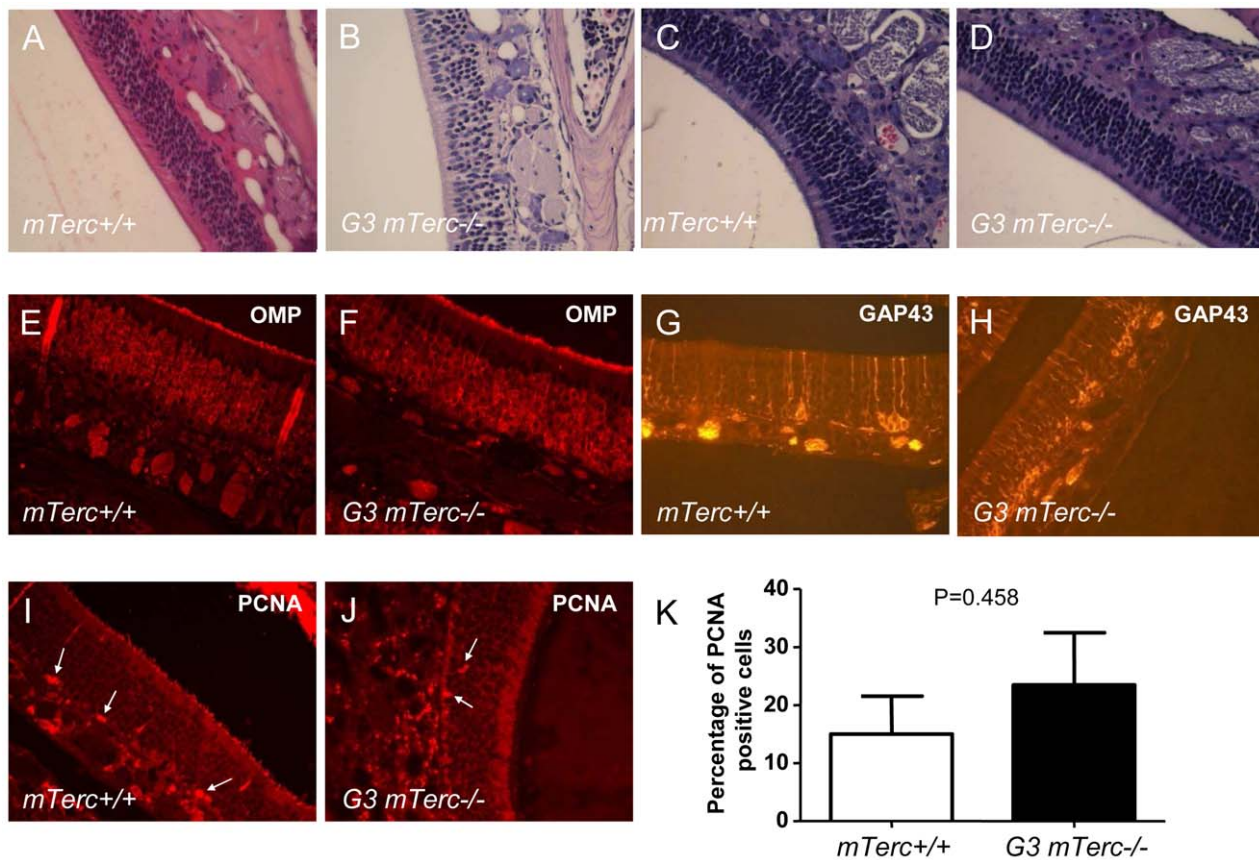 A
mTerc+/+
B
G3 mTerc-/-
C
mTerc+/+
D
G3 mTerc-/-
E
OMP
mTerc+/+
F
OMP
G3 mTerc-/-
G
GAP43
mTerc+/+
H
GAP43
G3 mTerc-/-
I
PCNA
mTerc+/+
J
PCNA
G3 mTerc-/-
K
P=0.458
Percentage of PCNA
positive cells
40
30
20
10
0
mTerc+/+
G3 mTerc-/-